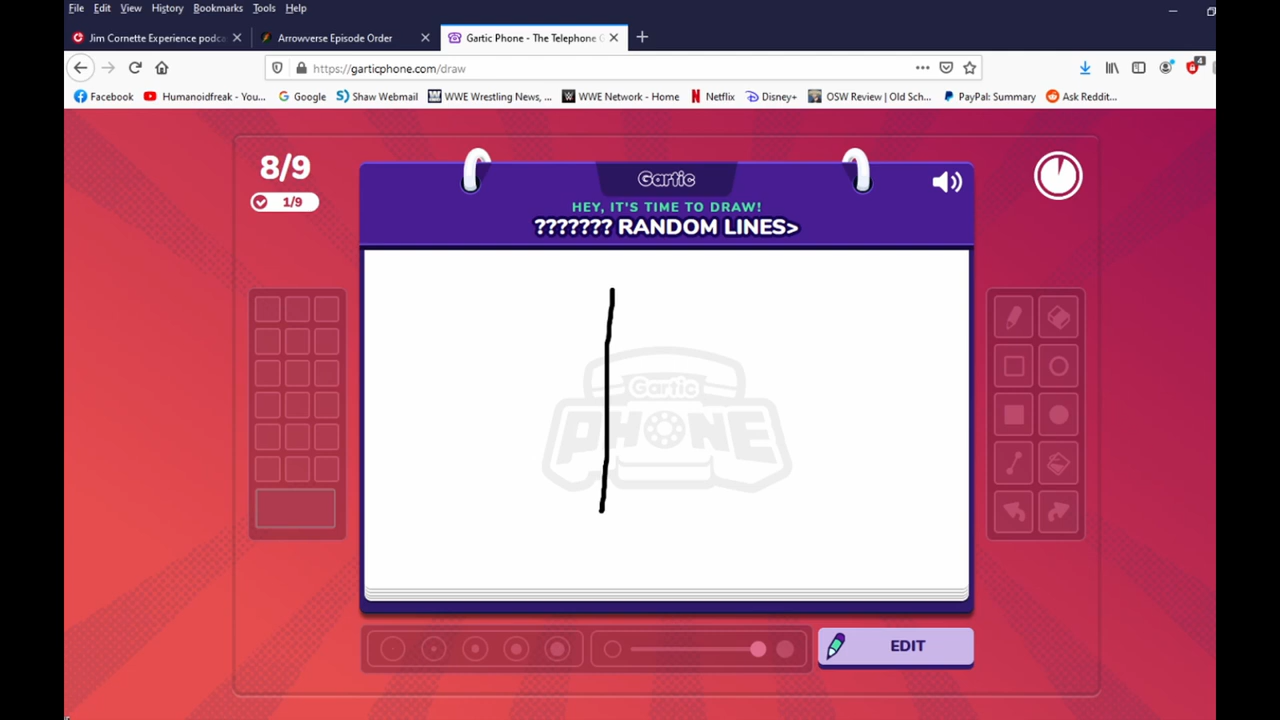 File Edit View History Bookmarks Tools Help
Jim Cornette Experience podca
Arrowverse Episode Order
Gartic Phone - The Telephone G
https://garticphone.com/draw
4
Facebook
Humanoidfreak - You...
Google
Shaw Webmail
WWE Wrestling News, ...
WWE Network - Home
Netflix
Disney+
OSW Review | Old Sch...
PayPal: Summary
Ask Reddit...
8/9
1/9
Gartic
HEY, IT'S TIME TO DRAW!
??????? RANDOM LINES>
Gartic
PHONE
EDIT